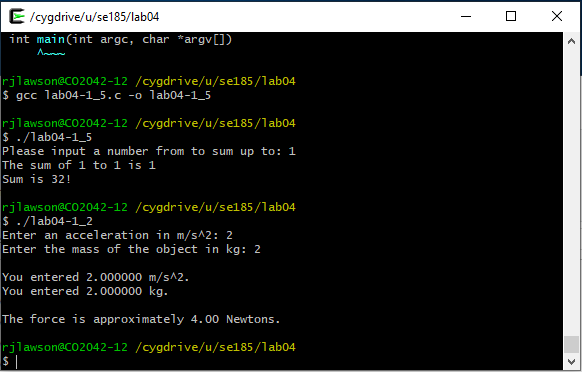 /cygdrive/u/se185/lab04
int main(int argc, char *argv[])
^~~~
rjlawson@CO2042-12 /cygdrive/u/se185/lab04
$ gcc lab04-1_5.c -o lab04-1_5
rjlawson@CO2042-12 /cygdrive/u/se185/lab04
$ ./lab04-1_5
Please input a number from to sum up to: 1
The sum of 1 to 1 is 1
Sum is 32!
rjlawson@CO2042-12 /cygdrive/u/se185/lab04
$ ./lab04-1_2
Enter an acceleration in m/s^2: 2
Enter the mass of the object in kg: 2
You entered 2.000000 m/s^2.
You entered 2.000000 kg.
The force is approximately 4.00 Newtons.
rjlawson@CO2042-12 /cygdrive/u/se185/lab04
$